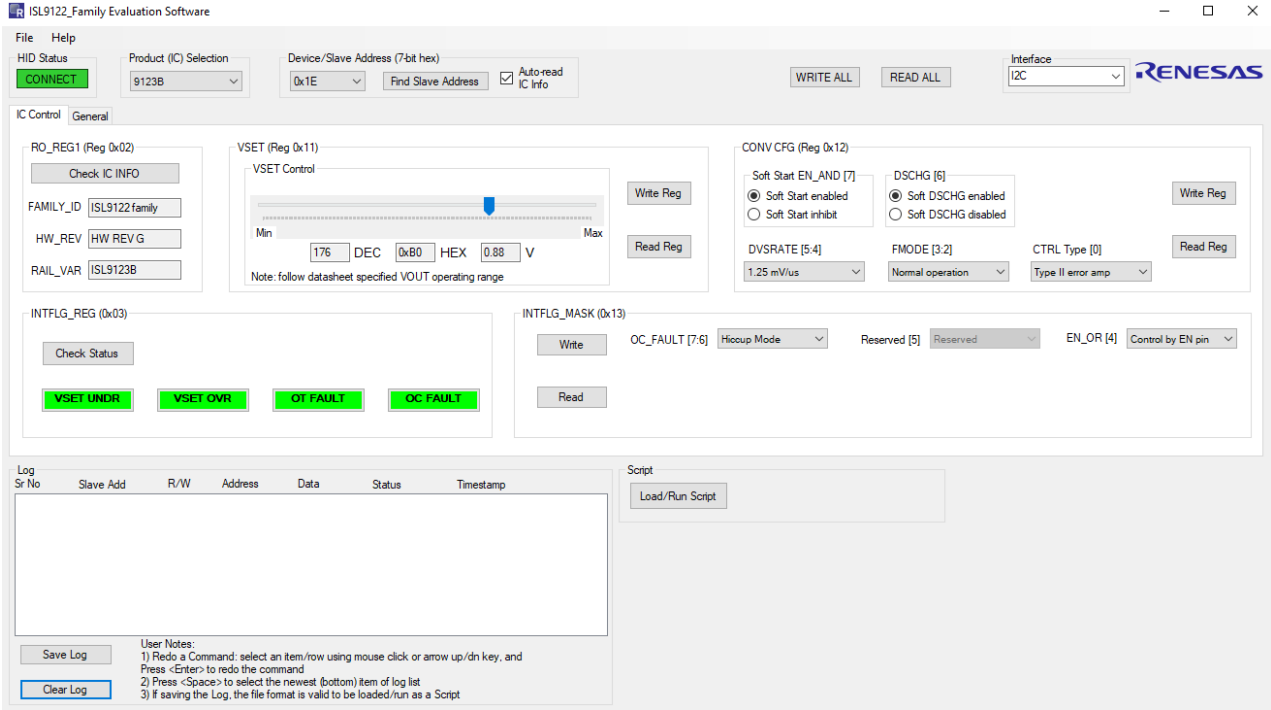 ISL9122_Family Evaluation Software
File Help
HID Status
CONNECT
Product (IC) Selection
9123B
Device/Slave Address (7-bit hex)
0x1E
Find Slave Address
Auto-read
IC Info
WRITE ALL
READ ALL
Interface
I2C
RENESAS
IC Control
General
RO_REG1 (Reg 0x02)
Check IC INFO
FAMILY_ID ISL9122 family
HW_REV HW REV G
RAIL_VAR ISL9123B
VSET (Reg 0x11)
VSET Control
Min Max
176 DEC 0xB0 HEX 0.88 V
Note: follow datasheet specified VOUT operating range
Write Reg
Read Reg
CONV CFG (Reg 0x12)
Soft Start EN_AND [7]
Soft Start enabled
Soft Start inhibit
DSCHG [6]
Soft DSCHG enabled
Soft DSCHG disabled
Write Reg
DVSRATE [5:4]
1.25 mV/us
FMODE [3:2]
Normal operation
CTRL Type [0]
Type II error amp
Read Reg
INTFLG_REG (0x03)
Check Status
VSET UNDR VSET OVR OT FAULT OC FAULT
INTFLG_MASK (0x13)
Write
OC_FAULT [7:6] Hiccup Mode
Reserved [5] Reserved
EN_OR [4] Control by EN pin
Read
Log
Sr No Slave Add R/W Address Data Status Timestamp
Save Log
Clear Log
User Notes:
1) Redo a Command: select an item/row using mouse click or arrow up/dn key, and
Press <Enter> to redo the command
2) Press <Space> to select the newest (bottom) item of log list
3) If saving the Log, the file format is valid to be loaded/run as a Script
Script
Load/Run Script